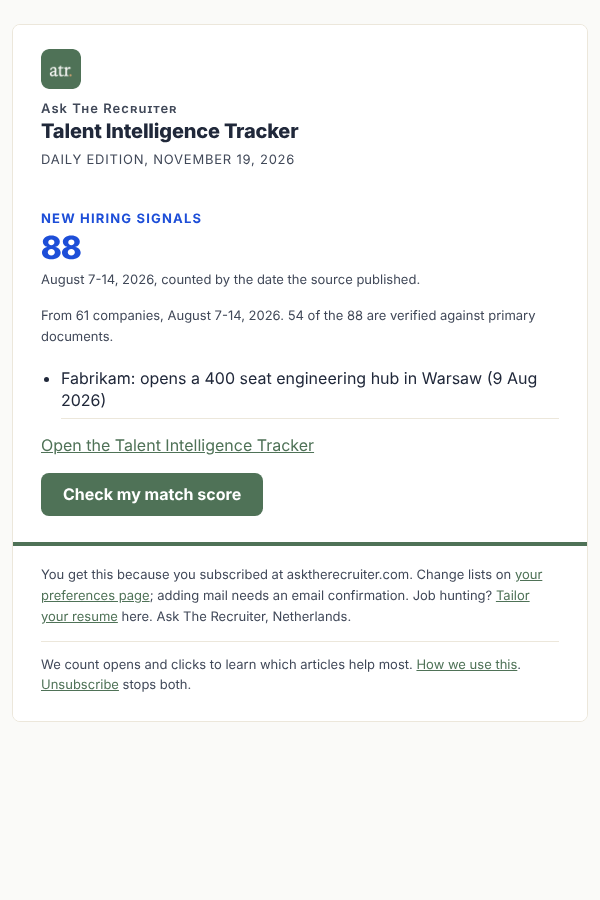 atr.
Ask The Recruiter
Talent Intelligence Tracker
DAILY EDITION, NOVEMBER 19, 2026
NEW HIRING SIGNALS
88
August 7-14, 2026, counted by the date the source published.
From 61 companies, August 7-14, 2026. 54 of the 88 are verified against primary
documents.
• Fabrikam: opens a 400 seat engineering hub in Warsaw (9 Aug
2026)
Open the Talent Intelligence Tracker
Check my match score
You get this because you subscribed at asktherecruiter.com. Change lists on your
preferences page; adding mail needs an email confirmation. Job hunting? Tailor
your resume here. Ask The Recruiter, Netherlands.
We count opens and clicks to learn which articles help most. How we use this.
Unsubscribe stops both.